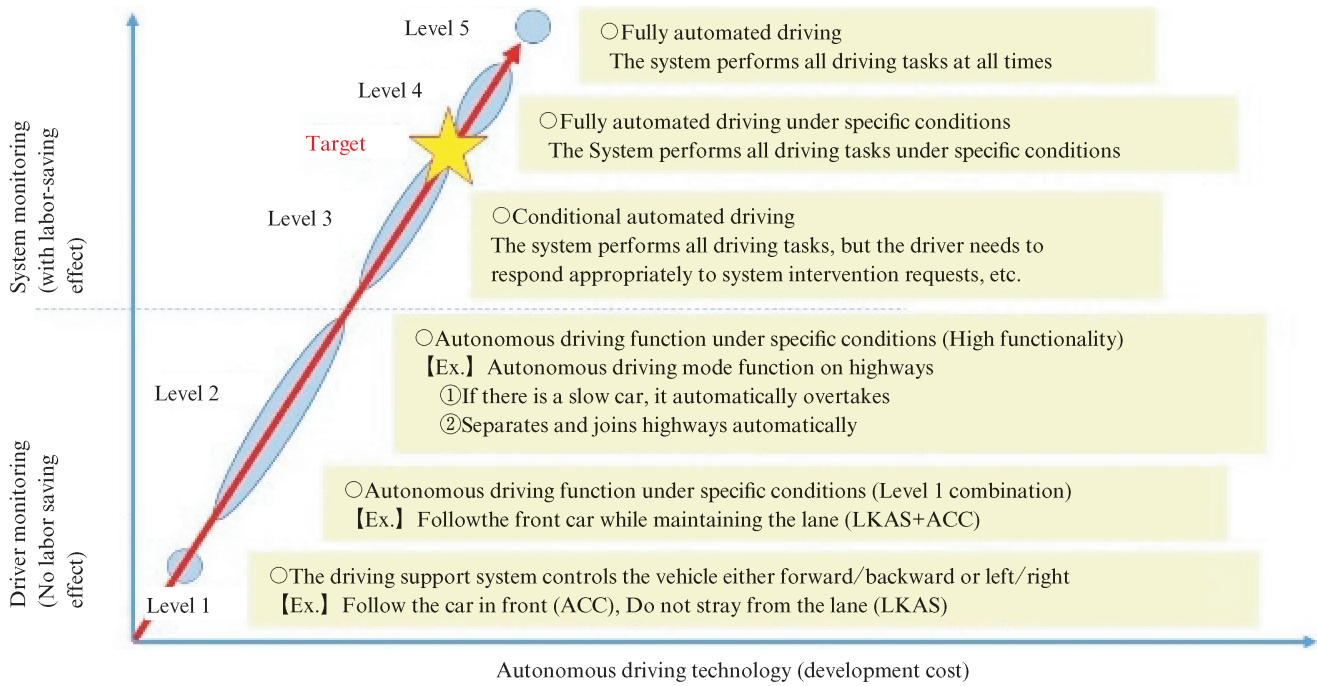 Level 5
○Fully automated driving
The system performs all driving tasks at all times
Level 4
○Fully automated driving under specific conditions
The System performs all driving tasks under specific conditions
Target
Level 3
○Conditional automated driving
The system performs all driving tasks, but the driver needs to
respond appropriately to system intervention requests, etc.
System monitoring
(with labor-saving
effect)
Level 2
○Autonomous driving function under specific conditions (High functionality)
【Ex.】Autonomous driving mode function on highways
①If there is a slow car, it automatically overtakes
②Separates and joins highways automatically
○Autonomous driving function under specific conditions (Level 1 combination)
【Ex.】Followthe front car while maintaining the lane (LKAS+ACC)
Driver monitoring
(No labor saving
effect)
Level 1
○The driving support system controls the vehicle either forward/backward or left/right
【Ex.】Follow the car in front (ACC), Do not stray from the lane (LKAS)
Autonomous driving technology (development cost)